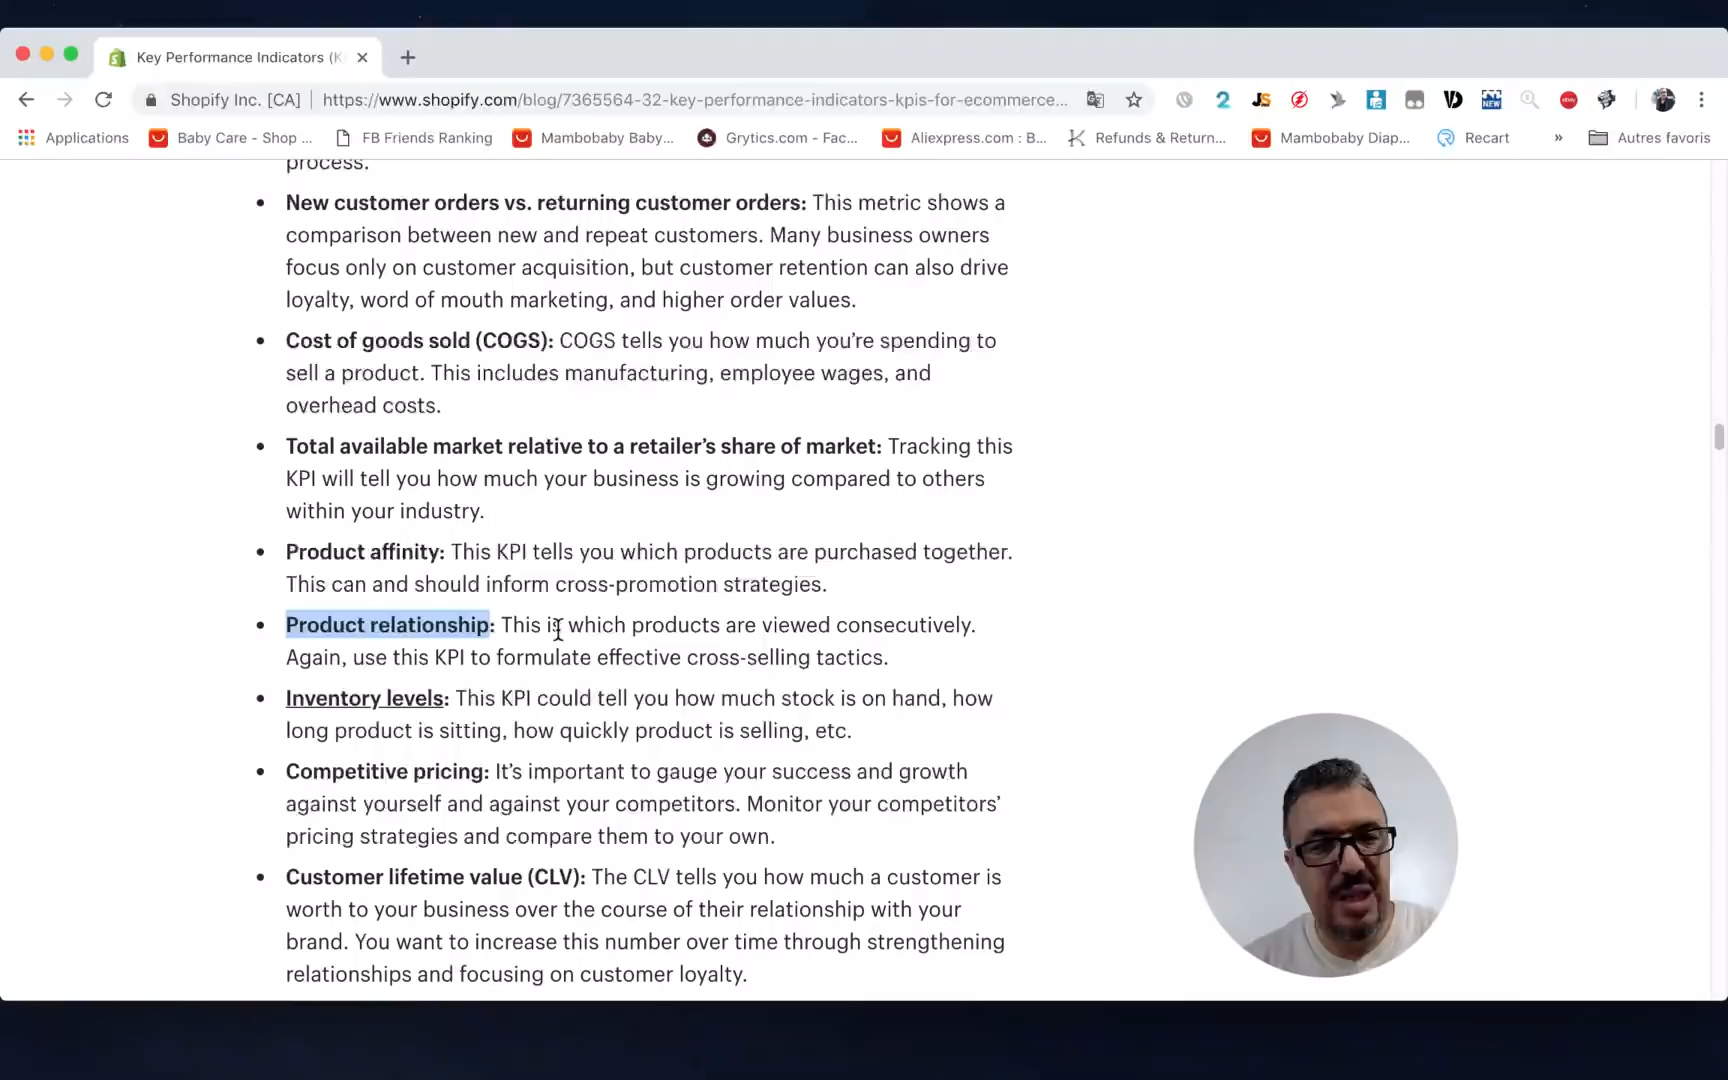 Key Performance Indicators (K
Shopify Inc. [CA]
https://www.shopify.com/blog/7365564-32-key-performance-indicators-kpis-for-ecommerce...
Applications
Baby Care - Shop ...
FB Friends Ranking
Mambobaby Baby...
Grytics.com - Fac...
Aliexpress.com : B...
Refunds & Return...
Mambobaby Diap...
Recart
»
Autres favoris
process.
• New customer orders vs. returning customer orders: This metric shows a
comparison between new and repeat customers. Many business owners
focus only on customer acquisition, but customer retention can also drive
loyalty, word of mouth marketing, and higher order values.
• Cost of goods sold (COGS): COGS tells you how much you’re spending to
sell a product. This includes manufacturing, employee wages, and
overhead costs.
• Total available market relative to a retailer’s share of market: Tracking this
KPI will tell you how much your business is growing compared to others
within your industry.
• Product affinity: This KPI tells you which products are purchased together.
This can and should inform cross-promotion strategies.
• Product relationship: This is which products are viewed consecutively.
Again, use this KPI to formulate effective cross-selling tactics.
• Inventory levels: This KPI could tell you how much stock is on hand, how
long product is sitting, how quickly product is selling, etc.
• Competitive pricing: It’s important to gauge your success and growth
against yourself and against your competitors. Monitor your competitors’
pricing strategies and compare them to your own.
• Customer lifetime value (CLV): The CLV tells you how much a customer is
worth to your business over the course of their relationship with your
brand. You want to increase this number over time through strengthening
relationships and focusing on customer loyalty.